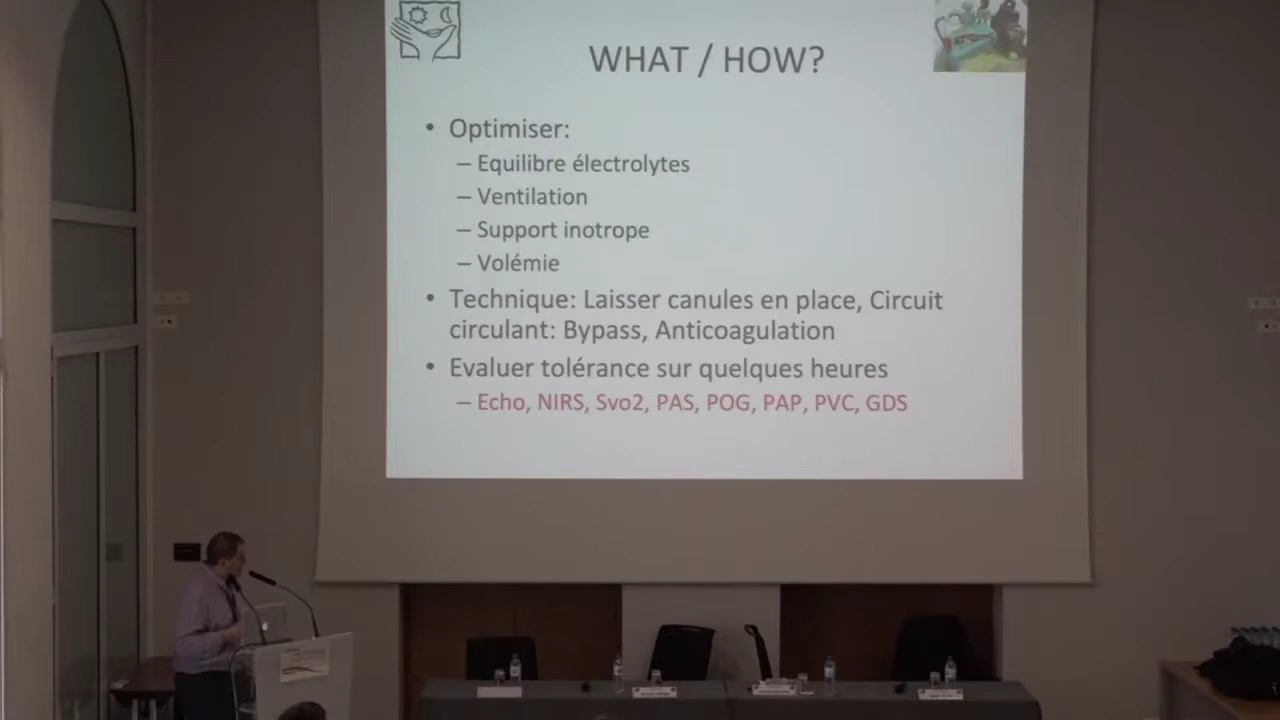 WHAT / HOW?
• Optimiser:
– Equilibre électrolytes
– Ventilation
– Support inotrope
– Volémie
• Technique: Laisser canules en place, Circuit
circulant: Bypass, Anticoagulation
• Evaluer tolérance sur quelques heures
– Echo, NIRS, Svo2, PAS, POG, PAP, PVC, GDS